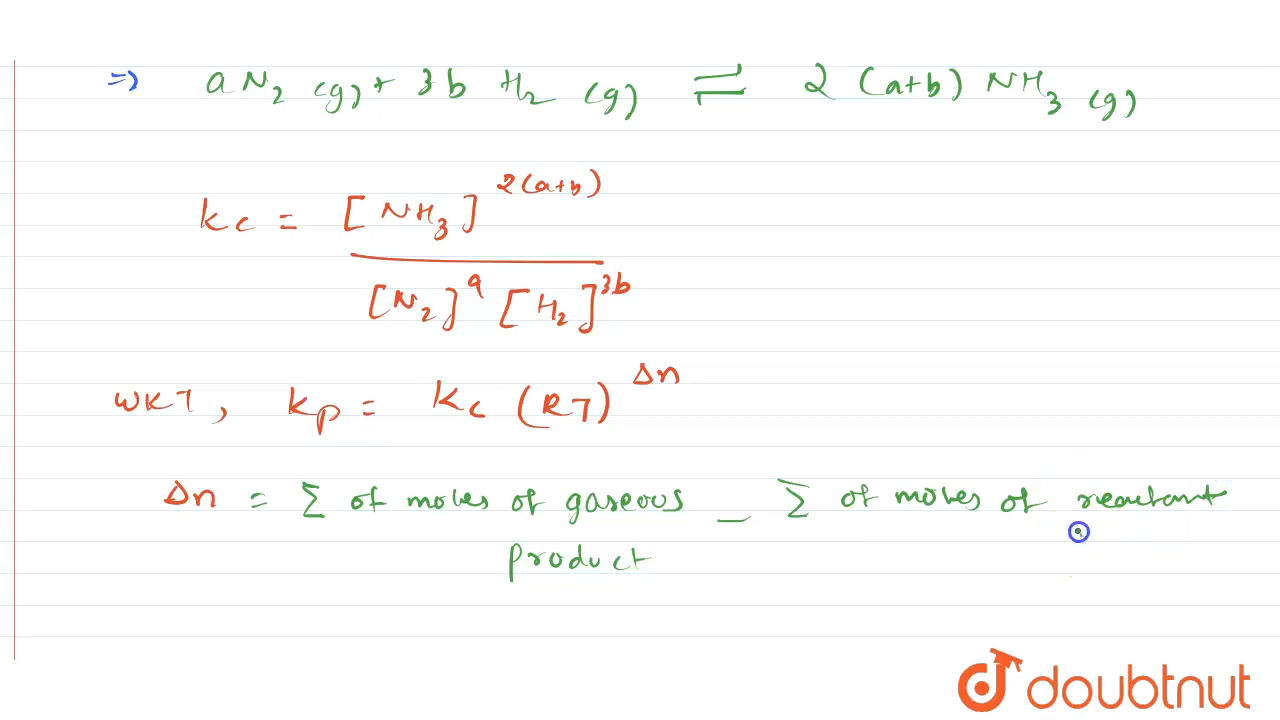 ⇒ a N₂ (g) + 3b H₂ (g) ⇌ 2 (a+b) NH₃ (g)
kc = [NH₃]^2(a+b)
[N₂]^a [H₂]^3b
WKT, kp = kc (RT)^Δn
Δn = Σ of moles of gaseous — Σ of moles of reactant
product
doubtnut